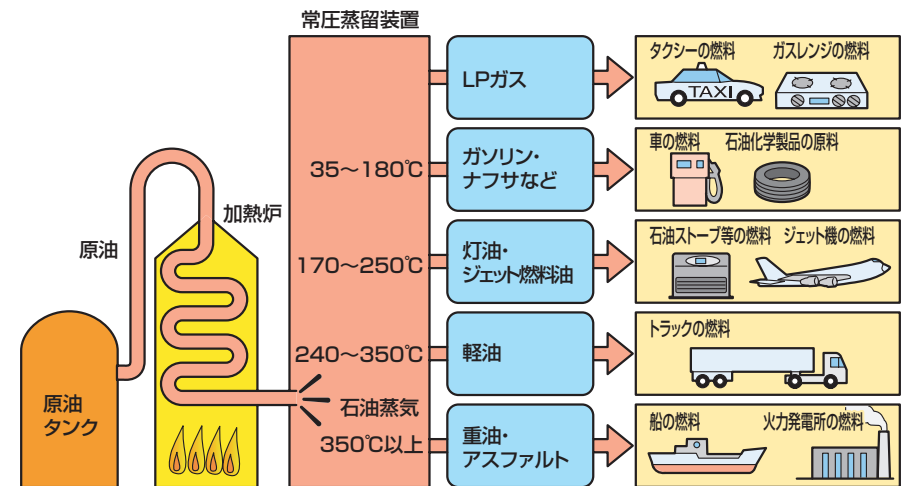 常圧蒸留装置
原油
加熱炉
原油
タンク
石油蒸気
LPガス
タクシーの燃料
ガスレンジの燃料
TAXI
35〜180℃
ガソリン・
ナフサなど
車の燃料
石油化学製品の原料
170〜250℃
灯油・
ジェット燃料油
石油ストーブ等の燃料
ジェット機の燃料
240〜350℃
軽油
トラックの燃料
350℃以上
重油・
アスファルト
船の燃料
火力発電所の燃料